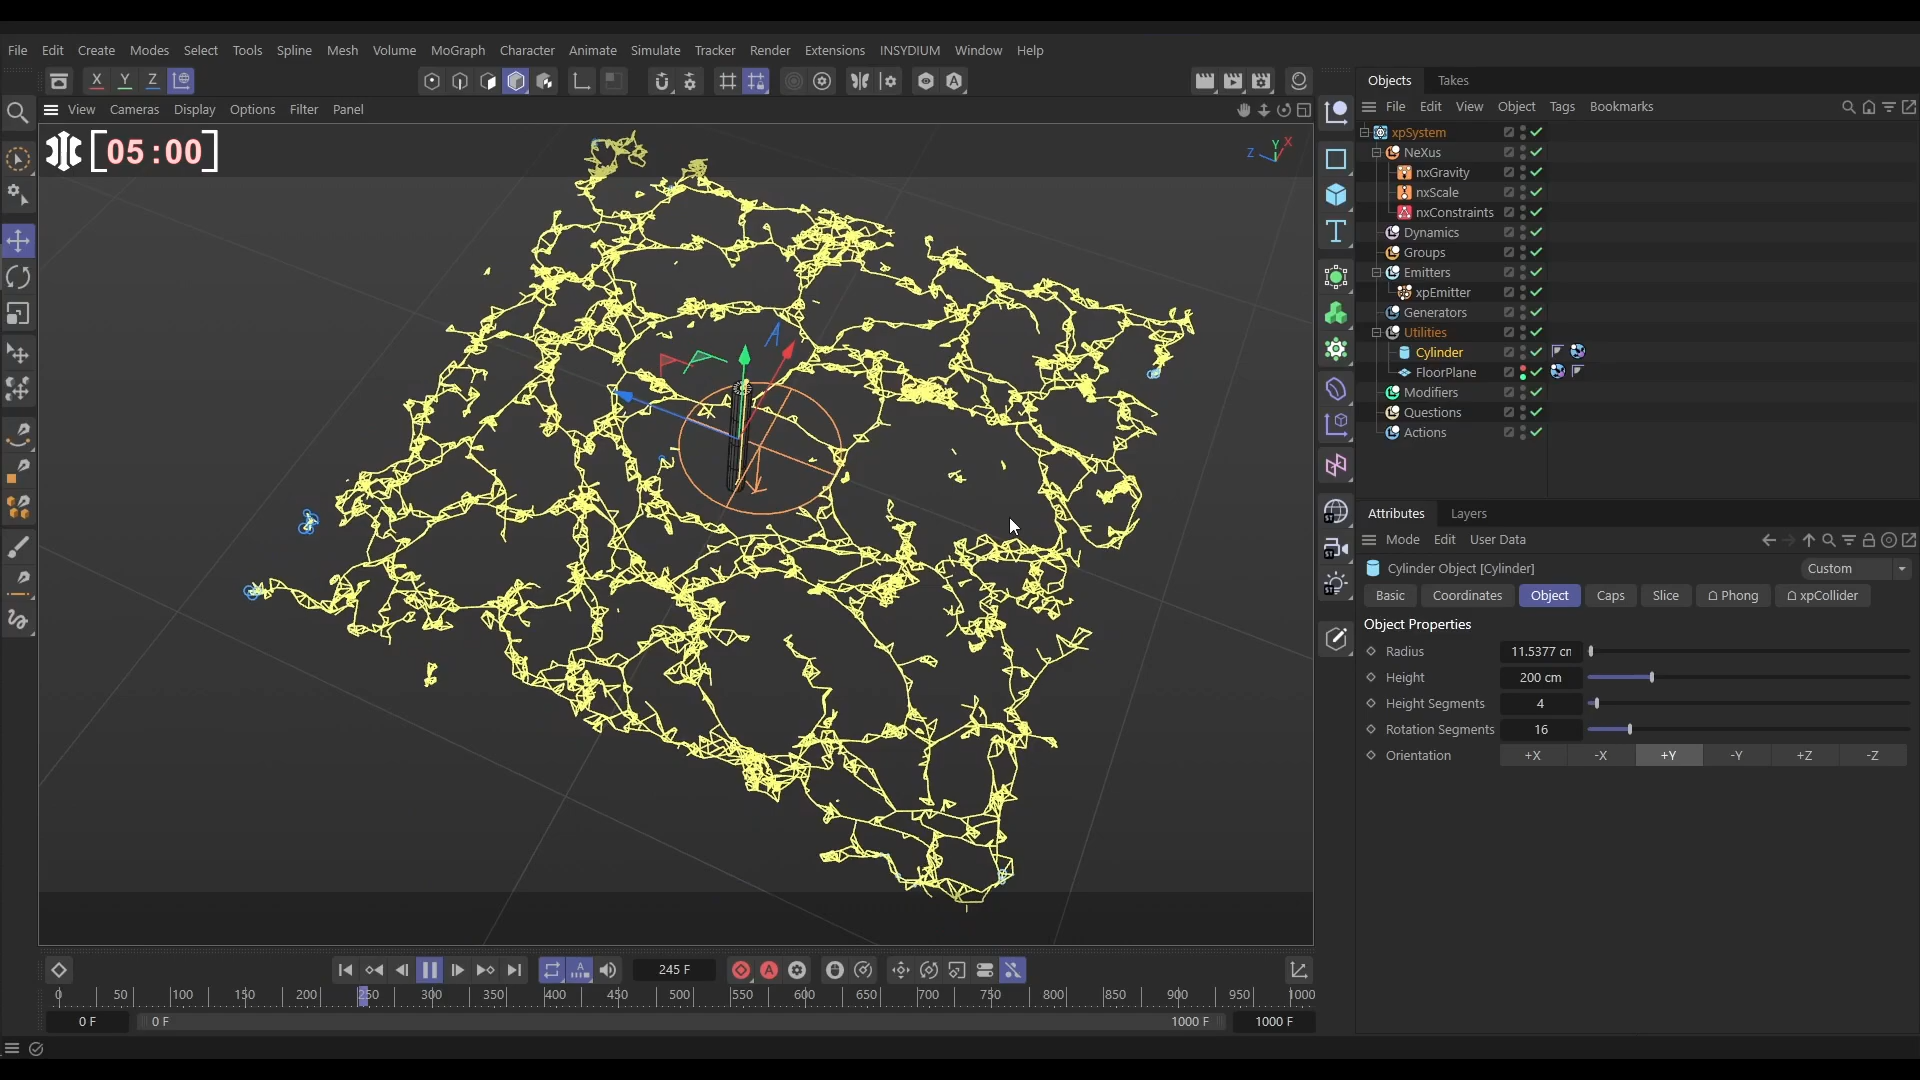 File Edit Create Modes Select Tools Spline Mesh Volume MoGraph Character Animate Simulate Tracker Render Extensions INSYDIUM Window Help
X Y Z
View Cameras Display Options Filter Panel
[05:00]
Z Y X
Objects Takes
File Edit View Object Tags Bookmarks
xpSystem
NeXus
nxGravity
nxScale
nxConstraints
Dynamics
Groups
Emitters
xpEmitter
Generators
Utilities
Cylinder
FloorPlane
Modifiers
Questions
Actions
Attributes Layers
Mode Edit User Data
Cylinder Object [Cylinder] Custom
Basic Coordinates Object Caps Slice Phong xpCollider
Object Properties
Radius 11.5377 cm
Height 200 cm
Height Segments 4
Rotation Segments 16
Orientation +X -X +Y -Y +Z -Z
245 F
0 50 100 150 200 250 300 350 400 450 500 550 600 650 700 750 800 850 900 950 1000
0 F 0 F 1000 F 1000 F